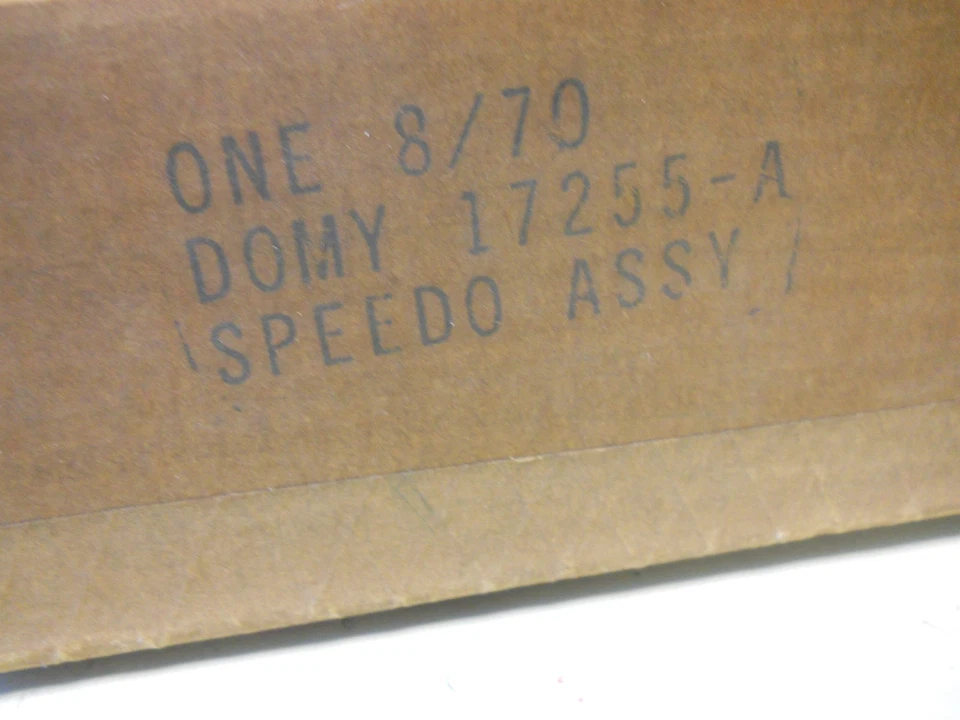 ONE 8/70
DOMY 17255-A
SPEEDO ASSY